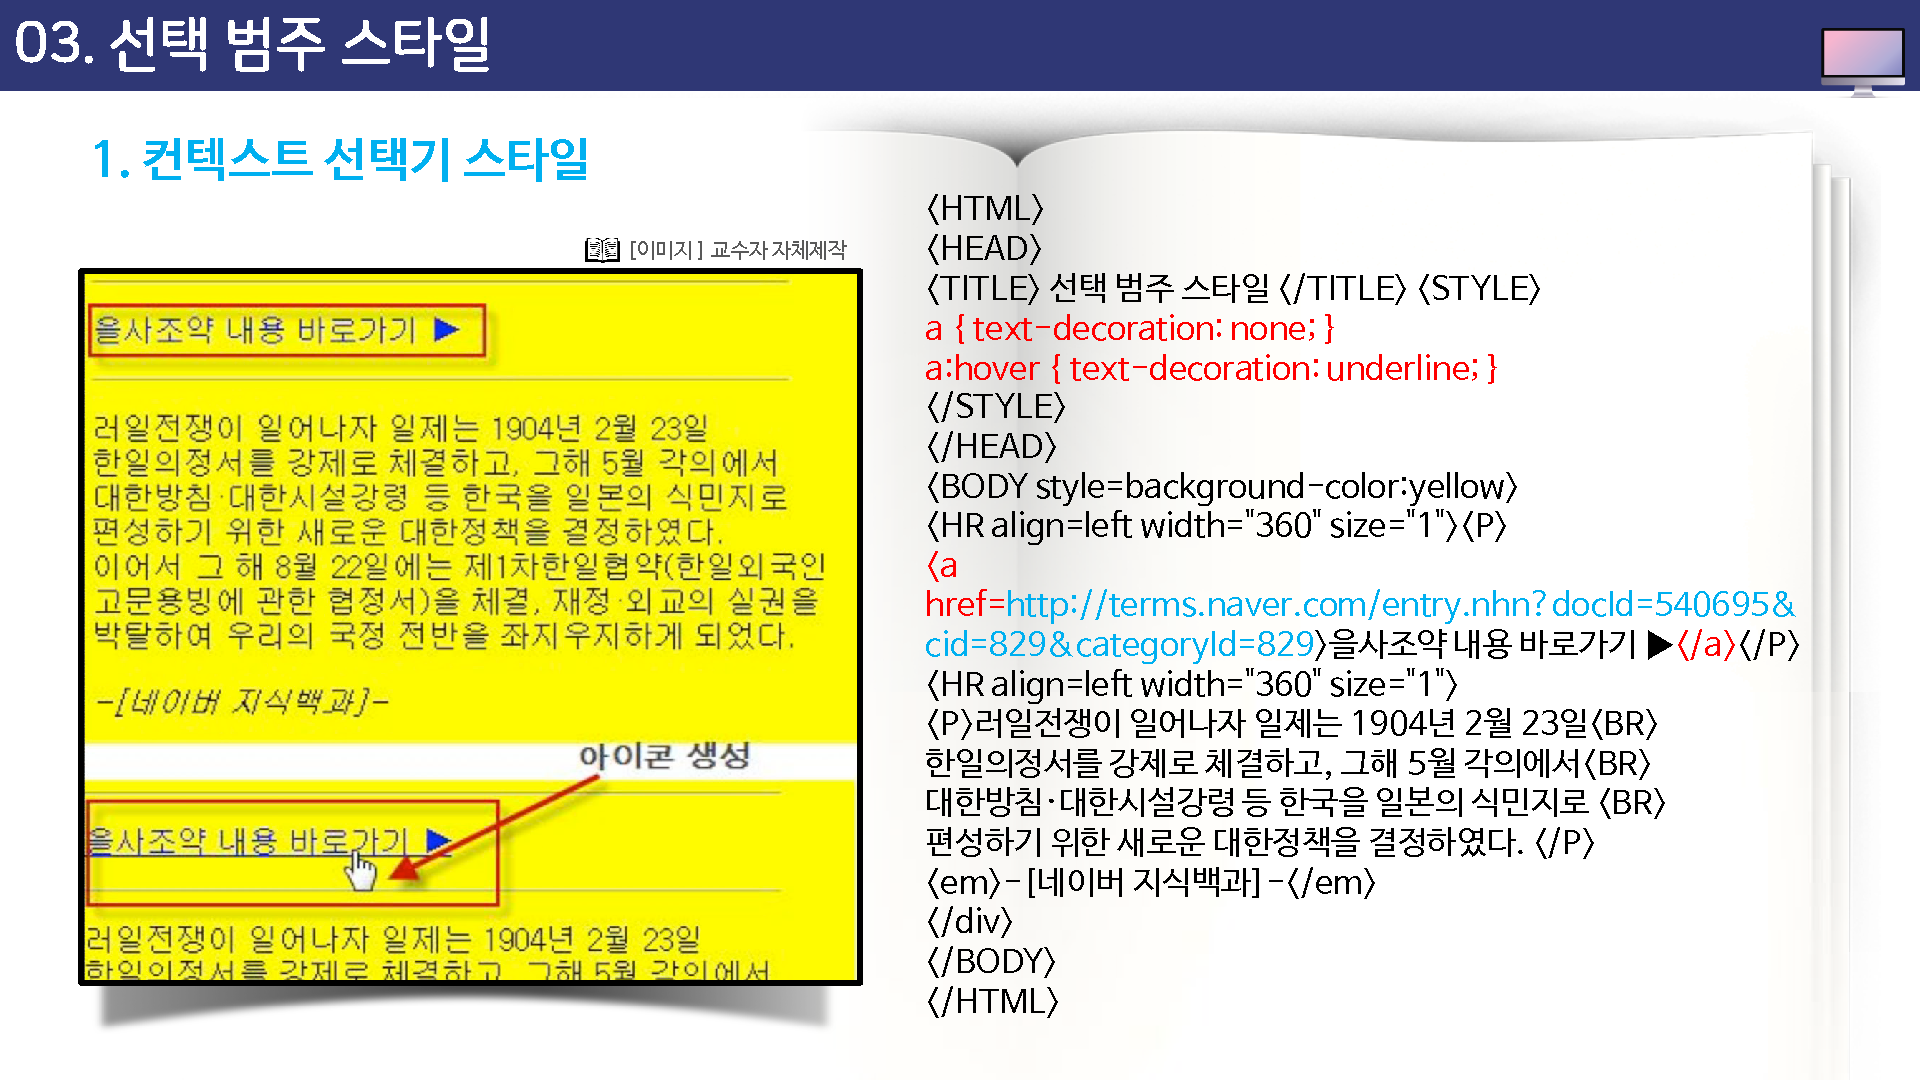 03. 선택 범주 스타일
1. 컨텍스트 선택기 스타일
[이미지] 교수자 자체제작
을사조약 내용 바로가기 ▶
러일전쟁이 일어나자 일제는 1904년 2월 23일
한일의정서를 강제로 체결하고, 그해 5월 각의에서
대한방침·대한시설강령 등 한국을 일본의 식민지로
편성하기 위한 새로운 대한정책을 결정하였다.
이어서 그 해 8월 22일에는 제1차한일협약(한일외국인
고문용빙에 관한 협정서)을 체결, 재정·외교의 실권을
박탈하여 우리의 국정 전반을 좌지우지하게 되었다.
-[네이버 지식백과]-
아이콘 생성
을사조약 내용 바로가기 ▶
러일전쟁이 일어나자 일제는 1904년 2월 23일
한일의정서를 강제로 체결하고, 그해 5월 각의에서
<HTML>
<HEAD>
<TITLE> 선택 범주 스타일 </TITLE> <STYLE>
a { text-decoration: none; }
a:hover { text-decoration: underline; }
</STYLE>
</HEAD>
<BODY style=background-color:yellow>
<HR align=left width="360" size="1"><P>
<a
href=http://terms.naver.com/entry.nhn?docId=540695&
cid=829&categoryId=829>을사조약 내용 바로가기 ▶</a></P>
<HR align=left width="360" size="1">
<P>러일전쟁이 일어나자 일제는 1904년 2월 23일<BR>
한일의정서를 강제로 체결하고, 그해 5월 각의에서<BR>
대한방침·대한시설강령 등 한국을 일본의 식민지로 <BR>
편성하기 위한 새로운 대한정책을 결정하였다. </P>
<em>-[네이버 지식백과]-</em>
</div>
</BODY>
</HTML>